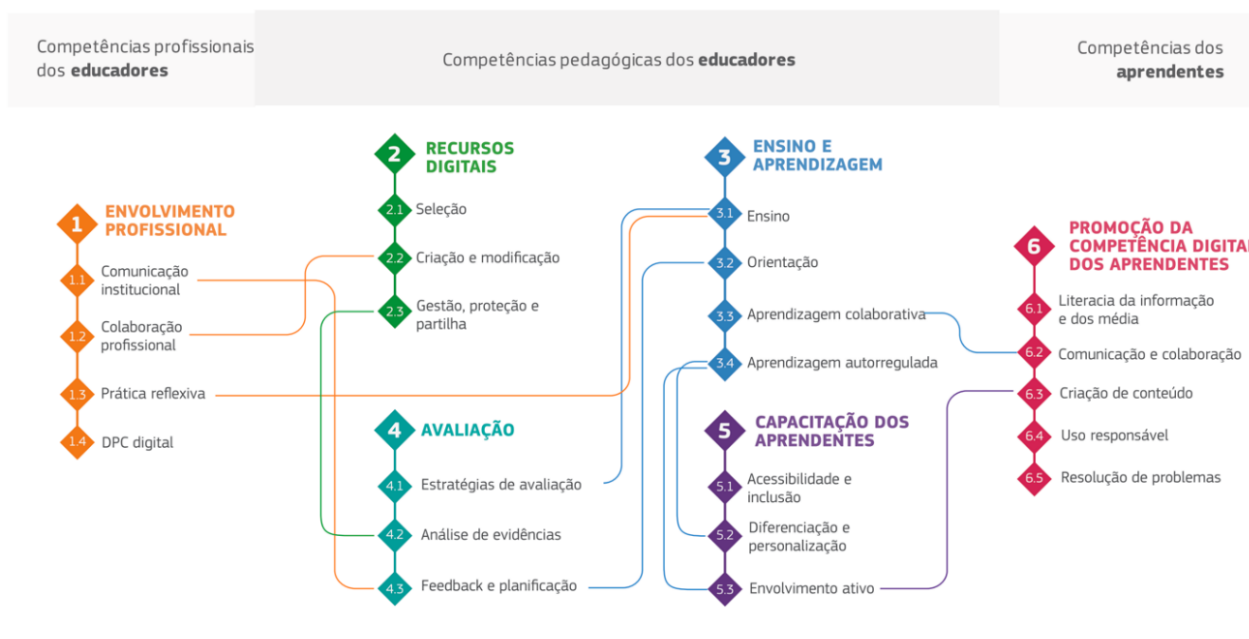 Competências profissionais
dos educadores
Competências pedagógicas dos educadores
Competências dos
aprendentes
1
ENVOLVIMENTO
PROFISSIONAL
1.1
Comunicação
institucional
1.2
Colaboração
profissional
1.3
Prática reflexiva
1.4
DPC digital
2
RECURSOS
DIGITAIS
2.1
Seleção
2.2
Criação e modificação
2.3
Gestão, proteção e
partilha
4
AVALIAÇÃO
4.1
Estratégias de avaliação
4.2
Análise de evidências
4.3
Feedback e planificação
3
ENSINO E
APRENDIZAGEM
3.1
Ensino
3.2
Orientação
3.3
Aprendizagem colaborativa
3.4
Aprendizagem autorregulada
5
CAPACITAÇÃO DOS
APRENDENTES
5.1
Acessibilidade e
inclusão
5.2
Diferenciação e
personalização
5.3
Envolvimento ativo
6
PROMOÇÃO DA
COMPETÊNCIA DIGITAL
DOS APRENDENTES
6.1
Literacia da informação
e dos média
6.2
Comunicação e colaboração
6.3
Criação de conteúdo
6.4
Uso responsável
6.5
Resolução de problemas